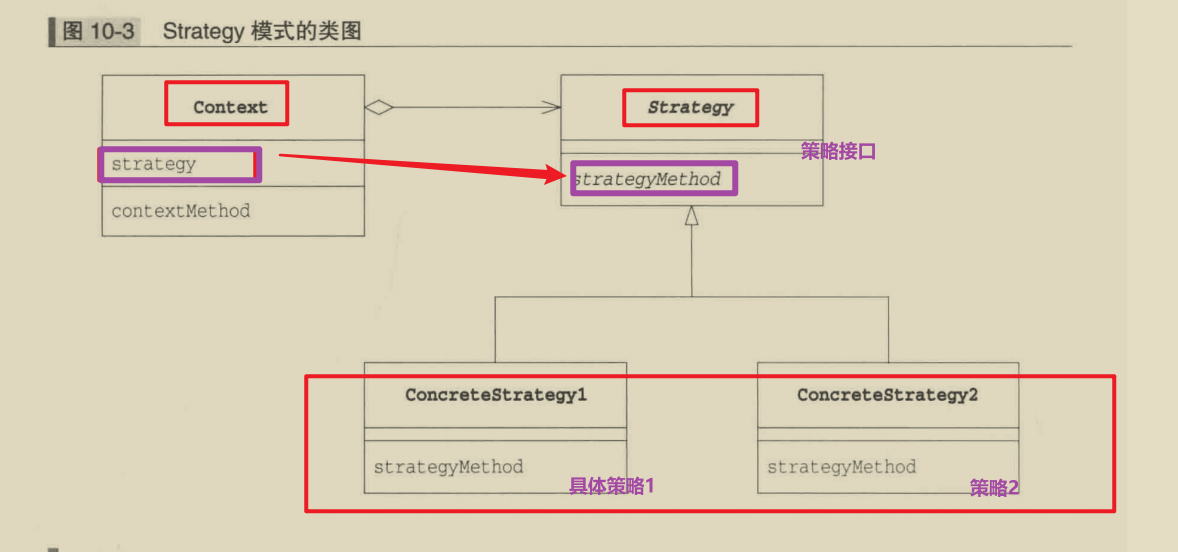 图 10-3 Strategy 模式的类图
Context
Strategy
strategy
策略接口
strategyMethod
contextMethod
ConcreteStrategy1
ConcreteStrategy2
strategyMethod
strategyMethod
具体策略1
策略2